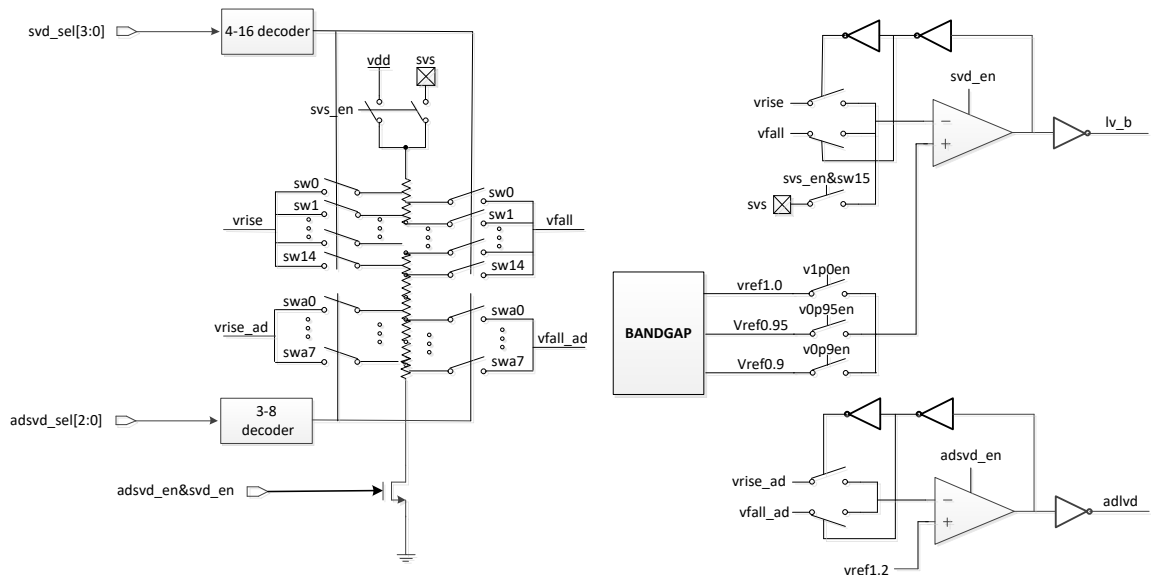 svd_sel[3:0]
4-16 decoder
vdd
svs
svs_en
sw0
sw0
sw1
sw1
vrise
vfall
sw14
sw14
swa0
swa0
vrise_ad
vfall_ad
swa7
swa7
adsvd_sel[2:0]
3-8
decoder
adsvd_en&svd_en
svd_en
vrise
lv_b
vfall
svs_en&sw15
svs
v1p0en
vref1.0
BANDGAP
v0p95en
Vref0.95
v0p9en
Vref0.9
adsvd_en
vrise_ad
vfall_ad
adlvd
vref1.2